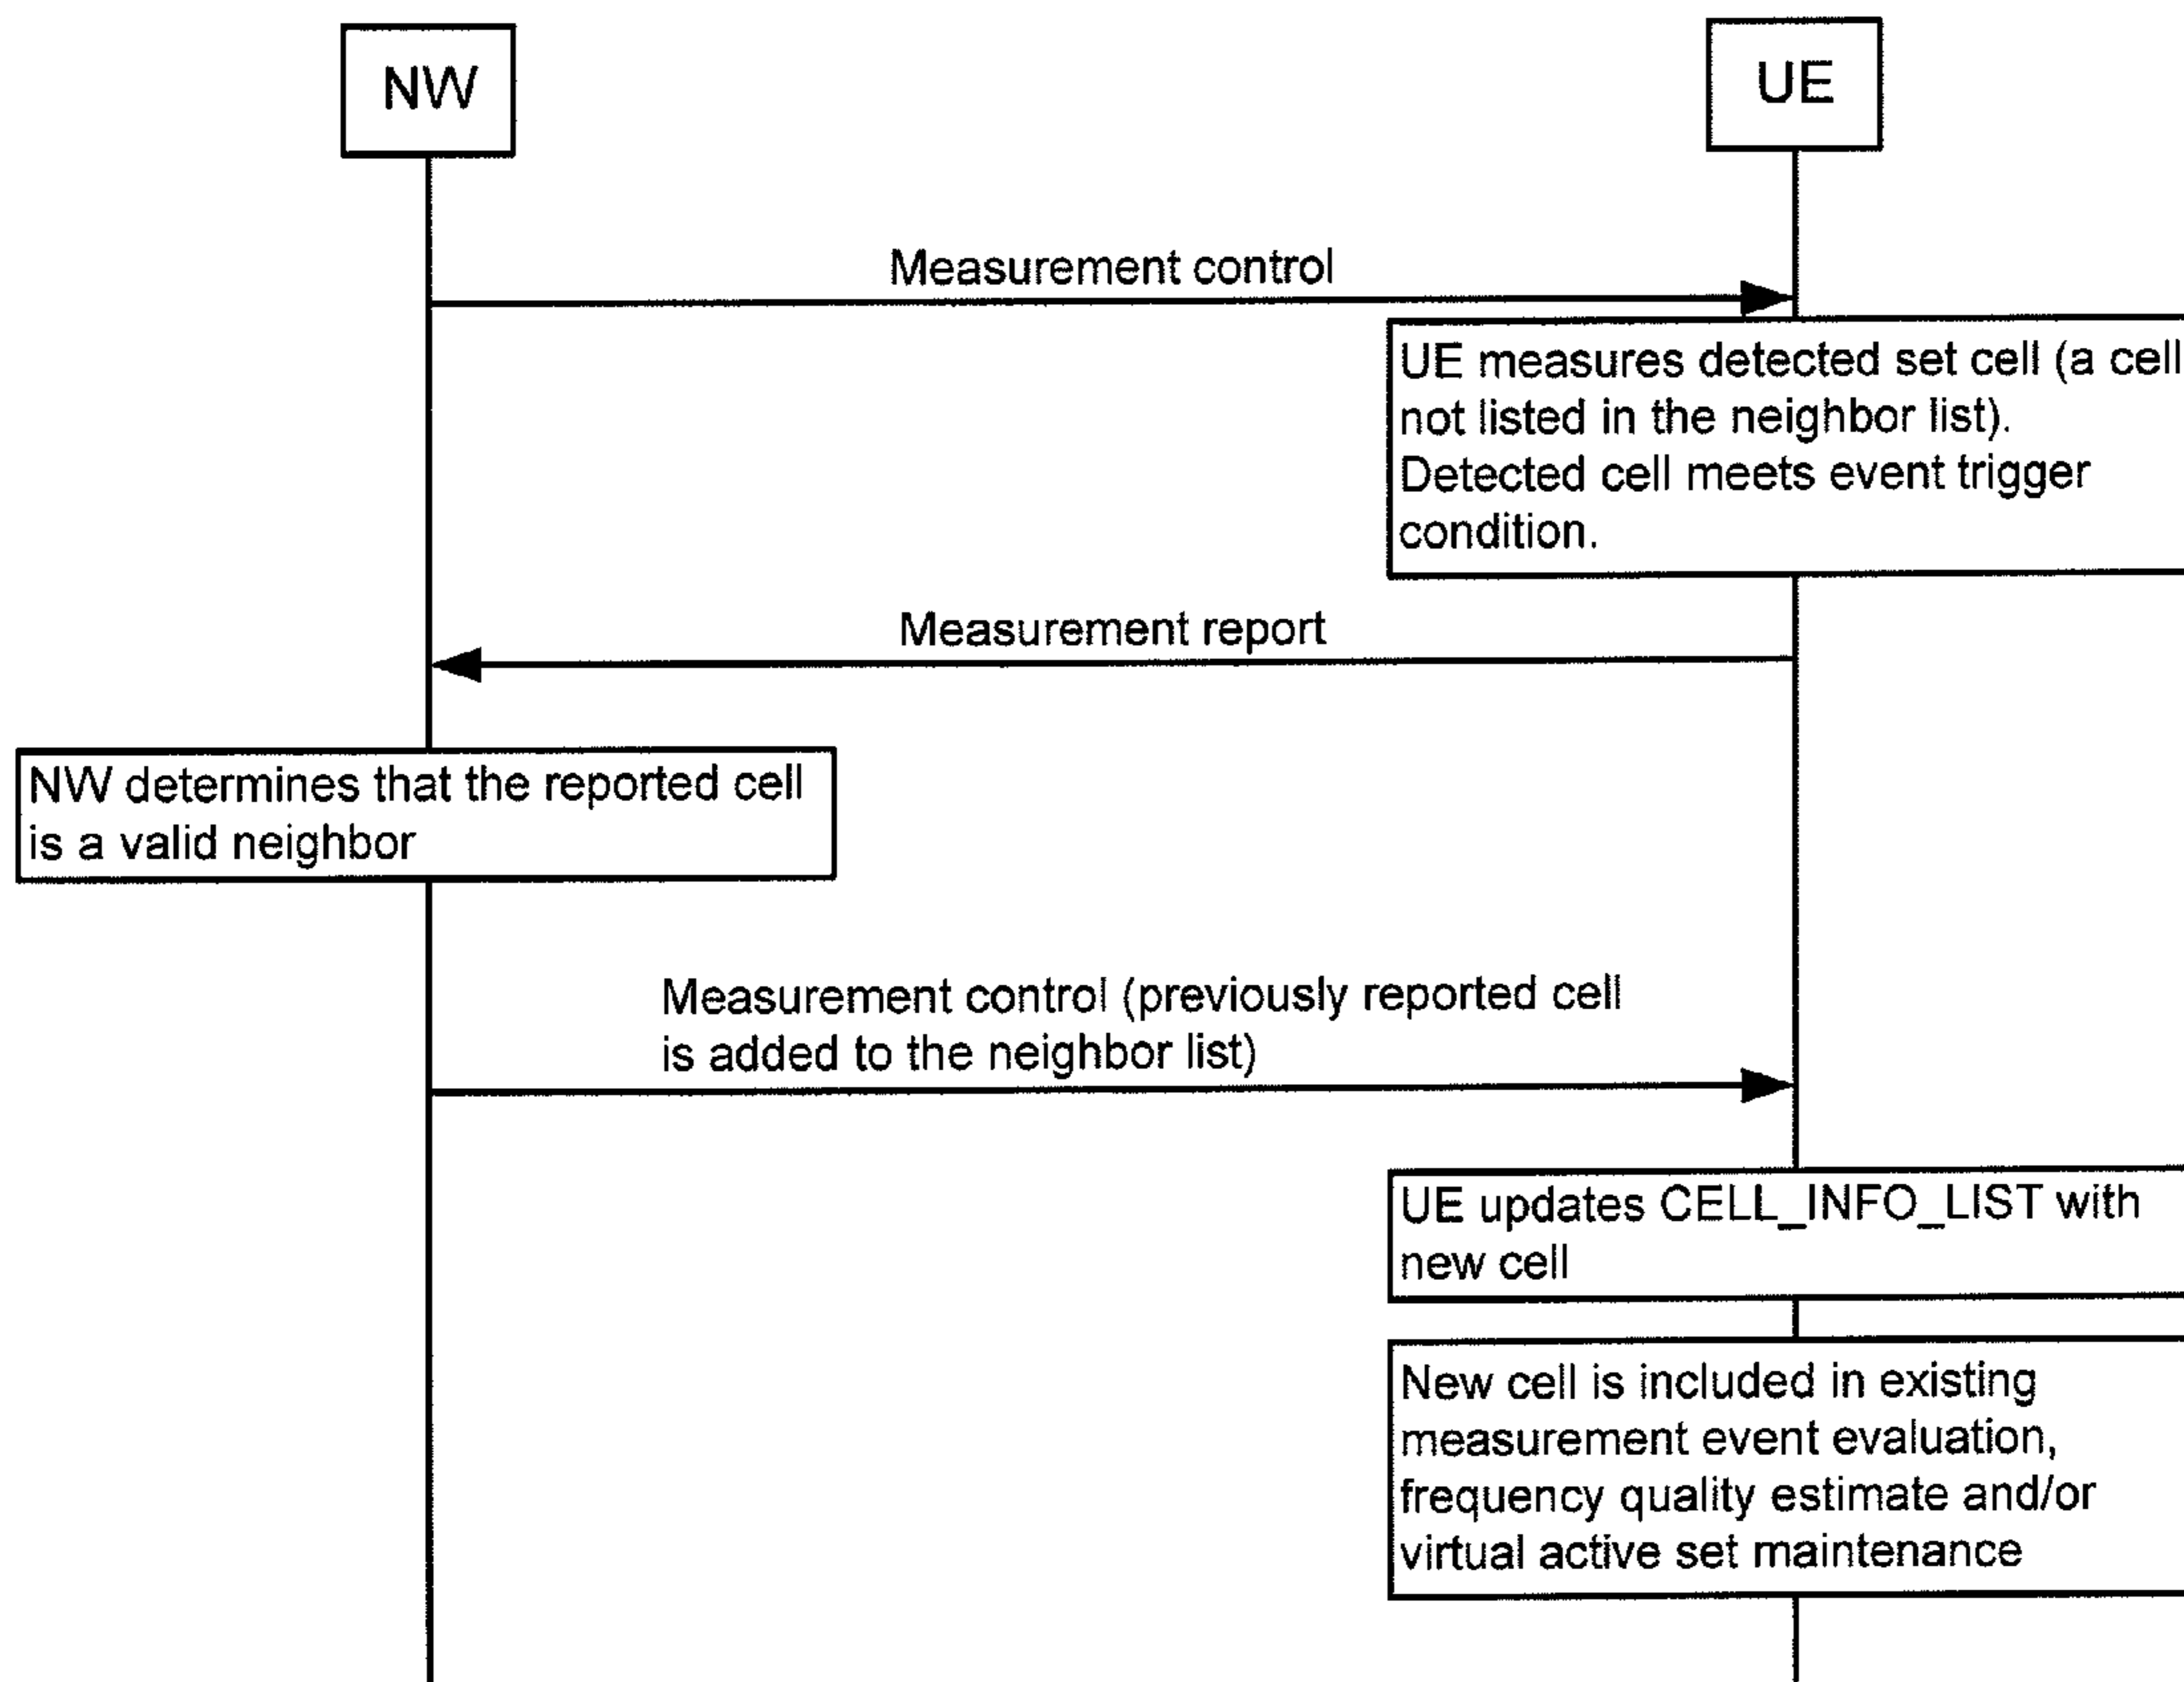 NW
UE
Measurement control
UE measures detected set cell (a cell
not listed in the neighbor list).
Detected cell meets event trigger
condition.
Measurement report
NW determines that the reported cell
is a valid neighbor
Measurement control (previously reported cell
is added to the neighbor list)
UE updates CELL_INFO_LIST with
new cell
New cell is included in existing
measurement event evaluation,
frequency quality estimate and/or
virtual active set maintenance